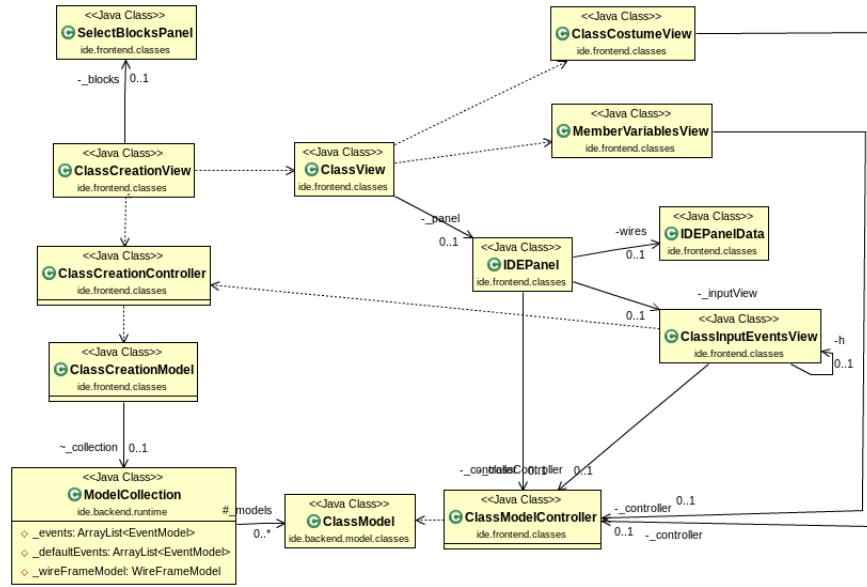 <<Java Class>>
SelectBlocksPanel
ide.frontend.classes
-_blocks 0..1
<<Java Class>>
ClassCostumeView
ide.frontend.classes
<<Java Class>>
MemberVariablesView
ide.frontend.classes
<<Java Class>>
ClassCreationView
ide.frontend.classes
<<Java Class>>
ClassView
ide.frontend.classes
-_panel
0..1
<<Java Class>>
IDEPanelData
ide.frontend.classes
-wires
0..1
<<Java Class>>
IDEPanel
ide.frontend.classes
<<Java Class>>
ClassCreationController
ide.frontend.classes
-_inputView
0..1
<<Java Class>>
ClassInputEventsView
ide.frontend.classes
-h
0..1
<<Java Class>>
ClassCreationModel
ide.frontend.classes
~_collection 0..1
<<Java Class>>
ModelCollection
ide.backend.runtime
_events: ArrayList<EventModel>
_defaultEvents: ArrayList<EventModel>
_wireFrameModel: WireFrameModel
#_models
0..*
<<Java Class>>
ClassModel
ide.backend.model.classes
0..1
<<Java Class>>
ClassModelController
ide.frontend.classes
-_controller 0..1
0..1 -_controller